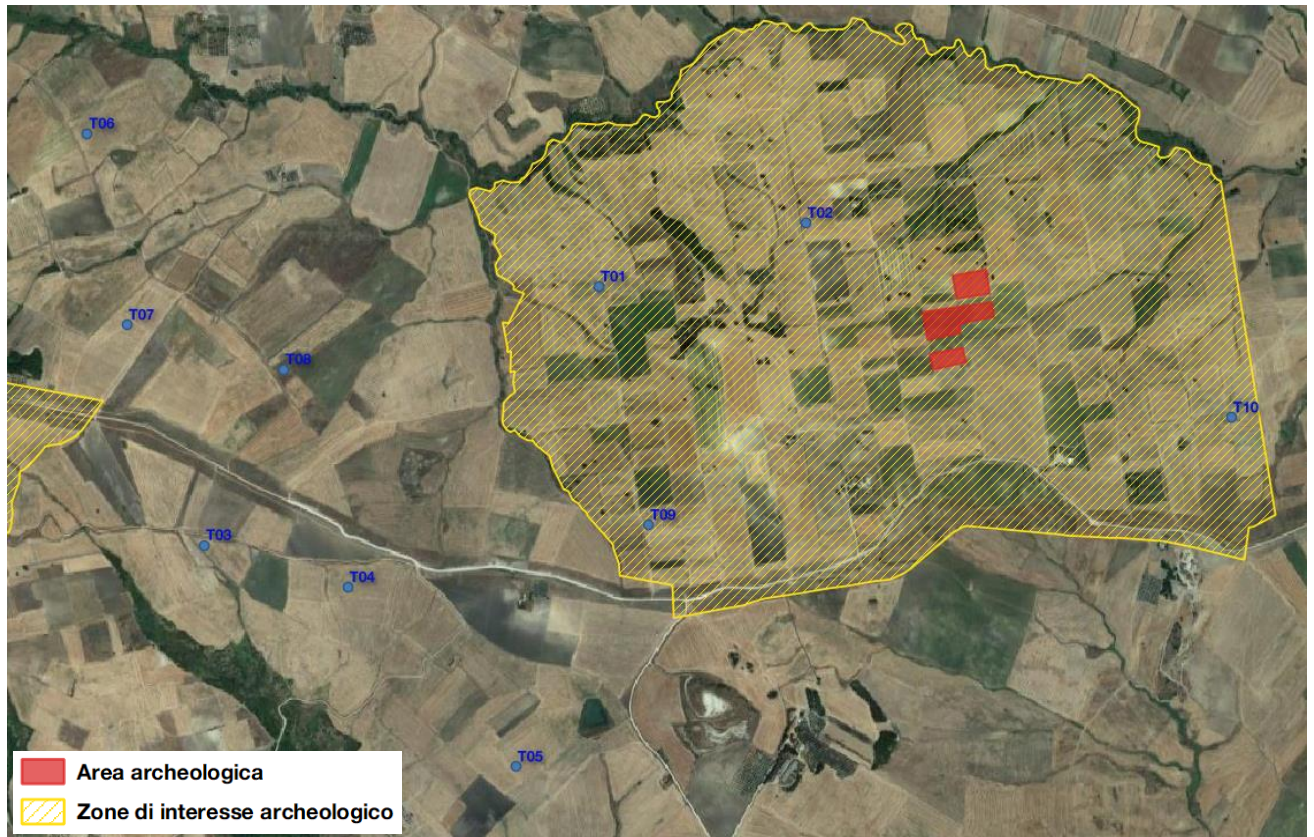 T06
T02
T01
T07
T08
T10
T09
T03
T04
T05
Area archeologica
Zone di interesse archeologico